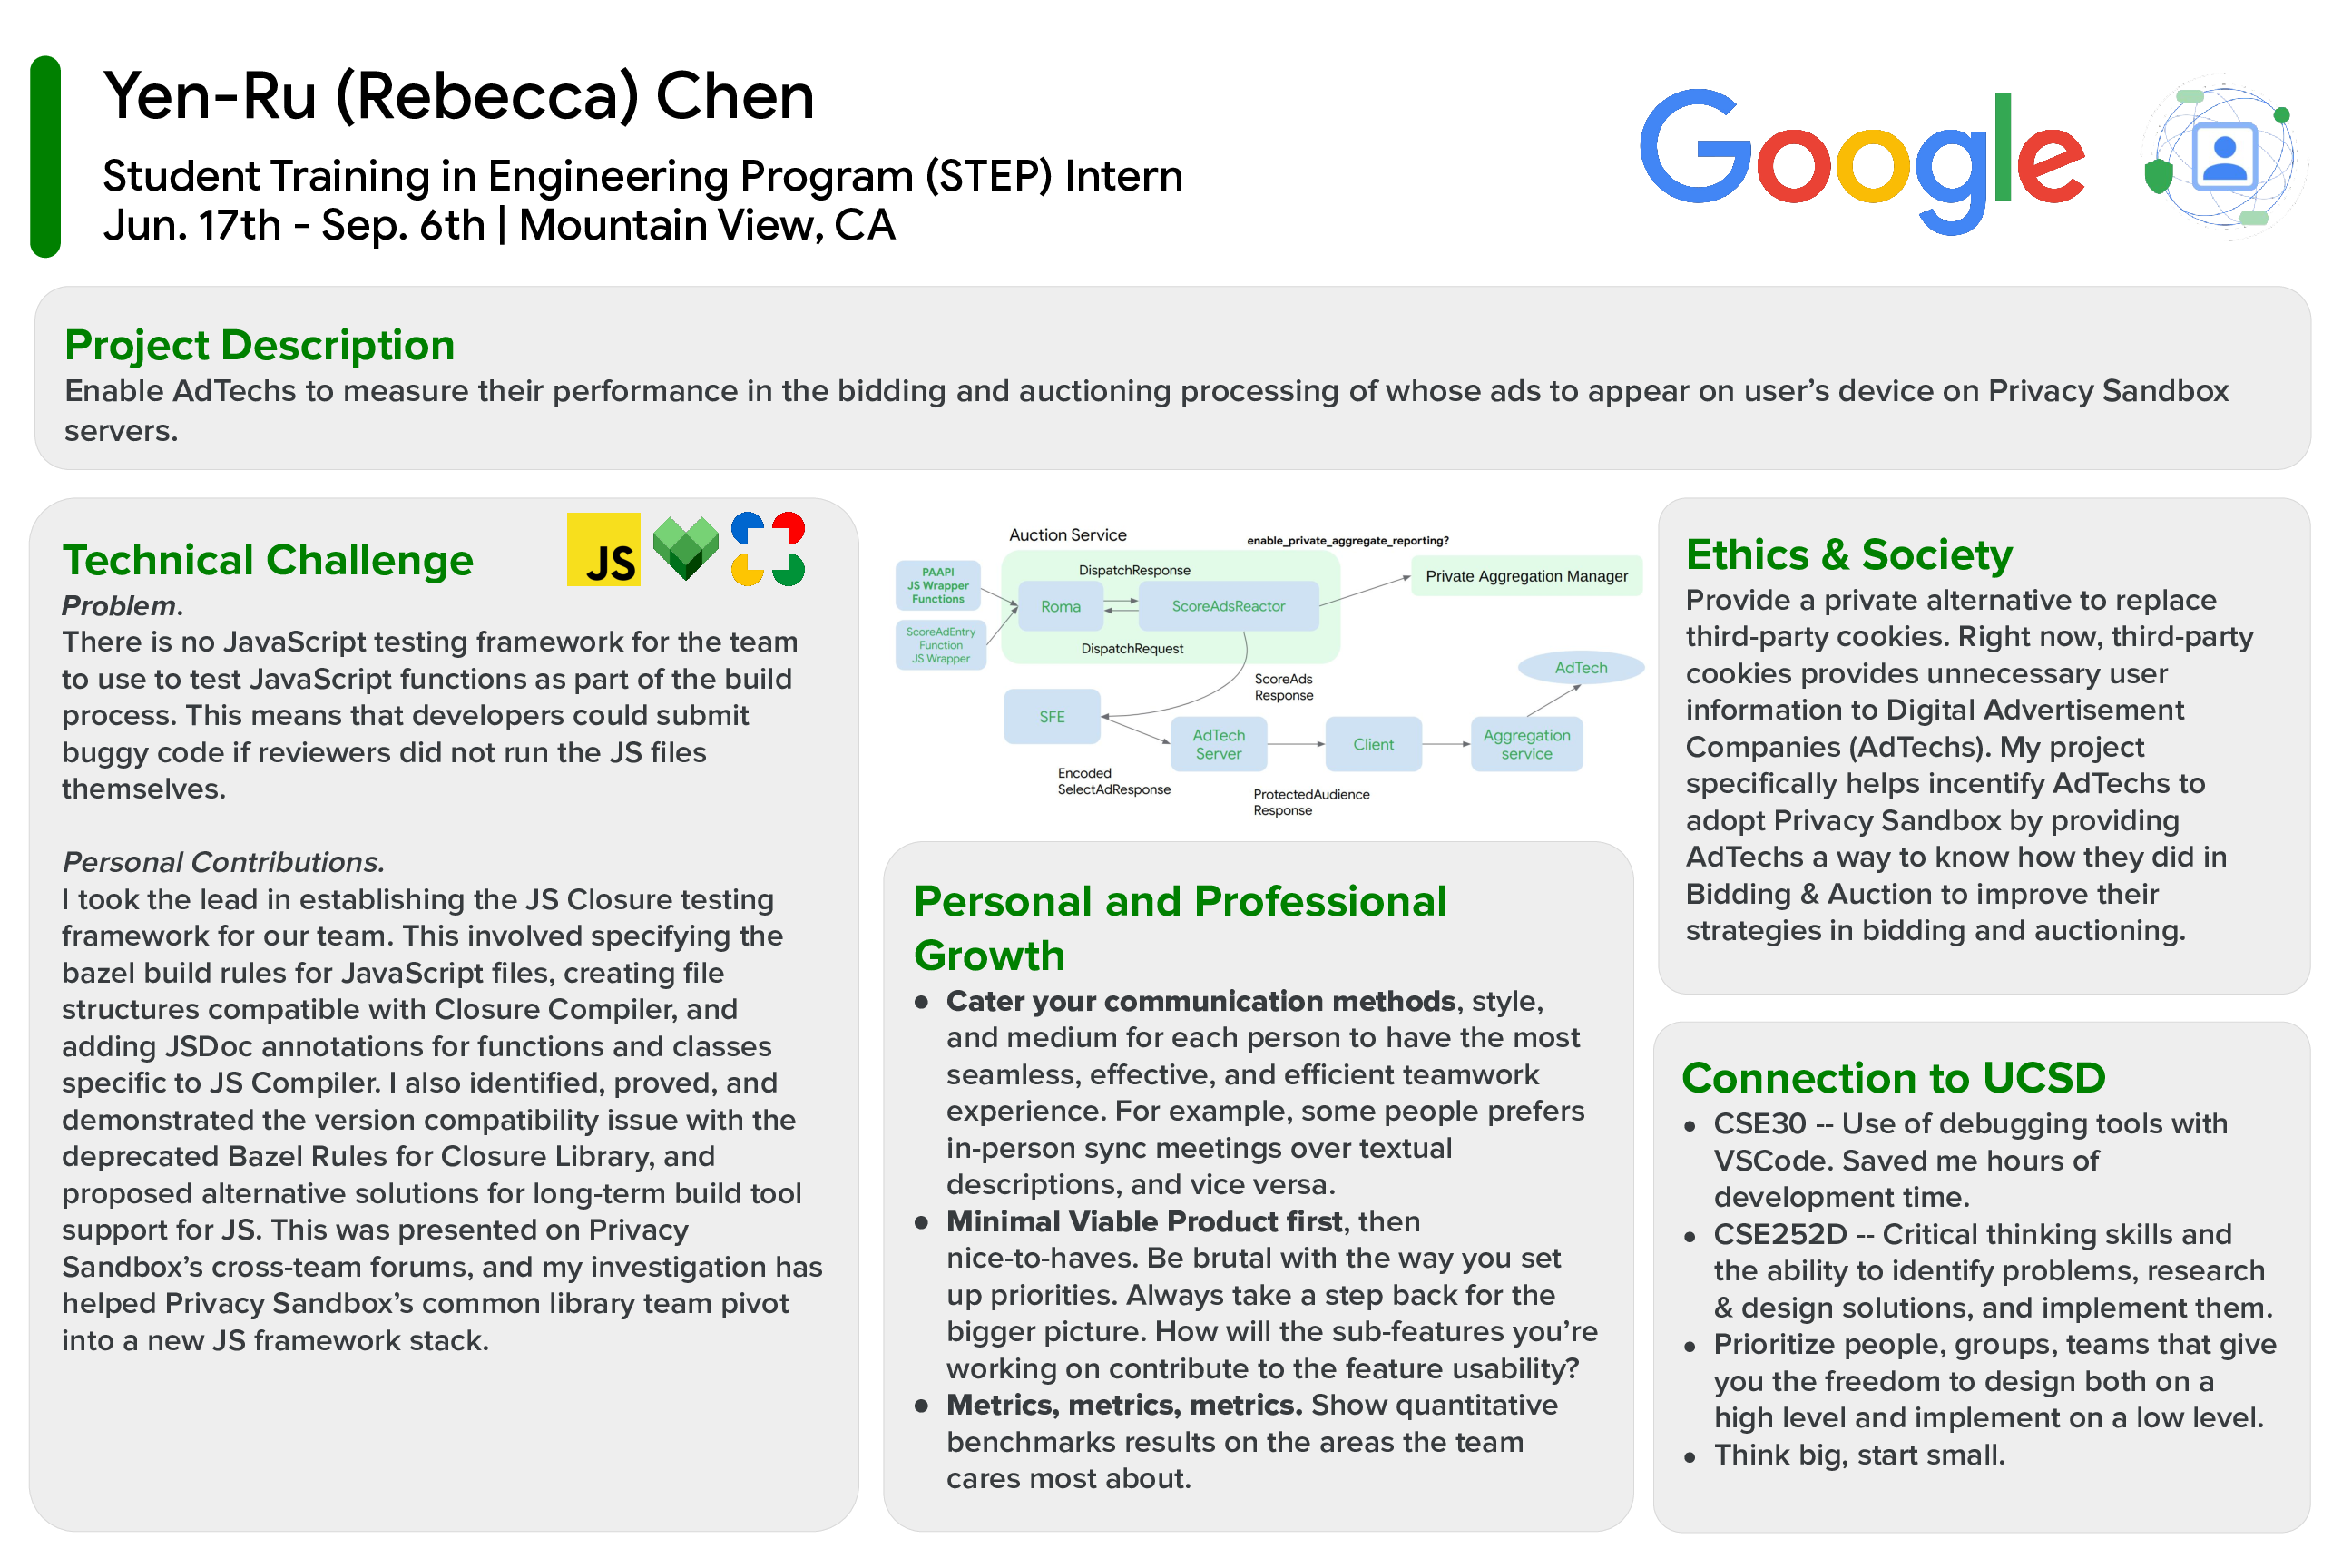 Yen-Ru (Rebecca) Chen
Student Training in Engineering Program (STEP) Intern
Jun. 17th - Sep. 6th | Mountain View, CA
Google
Project Description
Enable AdTechs to measure their performance in the bidding and auctioning processing of whose ads to appear on user’s device on Privacy Sandbox
servers.
Technical Challenge
JS
Problem.
There is no JavaScript testing framework for the team
to use to test JavaScript functions as part of the build
process. This means that developers could submit
buggy code if reviewers did not run the JS files
themselves.
Personal Contributions.
I took the lead in establishing the JS Closure testing
framework for our team. This involved specifying the
bazel build rules for JavaScript files, creating file
structures compatible with Closure Compiler, and
adding JSDoc annotations for functions and classes
specific to JS Compiler. I also identified, proved, and
demonstrated the version compatibility issue with the
deprecated Bazel Rules for Closure Library, and
proposed alternative solutions for long-term build tool
support for JS. This was presented on Privacy
Sandbox’s cross-team forums, and my investigation has
helped Privacy Sandbox’s common library team pivot
into a new JS framework stack.
Auction Service
enable_private_aggregate_reporting?
PAAPI
JS Wrapper
Functions
DispatchResponse
Private Aggregation Manager
Roma
ScoreAdsReactor
ScoreAdEntry
Function
JS Wrapper
DispatchRequest
AdTech
ScoreAds
Response
SFE
AdTech
Server
Client
Aggregation
service
Encoded
SelectAdResponse
ProtectedAudience
Response
Personal and Professional
Growth
● Cater your communication methods, style,
and medium for each person to have the most
seamless, effective, and efficient teamwork
experience. For example, some people prefers
in-person sync meetings over textual
descriptions, and vice versa.
● Minimal Viable Product first, then
nice-to-haves. Be brutal with the way you set
up priorities. Always take a step back for the
bigger picture. How will the sub-features you’re
working on contribute to the feature usability?
● Metrics, metrics, metrics. Show quantitative
benchmarks results on the areas the team
cares most about.
Ethics & Society
Provide a private alternative to replace
third-party cookies. Right now, third-party
cookies provides unnecessary user
information to Digital Advertisement
Companies (AdTechs). My project
specifically helps incentify AdTechs to
adopt Privacy Sandbox by providing
AdTechs a way to know how they did in
Bidding & Auction to improve their
strategies in bidding and auctioning.
Connection to UCSD
● CSE30 -- Use of debugging tools with
VSCode. Saved me hours of
development time.
● CSE252D -- Critical thinking skills and
the ability to identify problems, research
& design solutions, and implement them.
● Prioritize people, groups, teams that give
you the freedom to design both on a
high level and implement on a low level.
● Think big, start small.